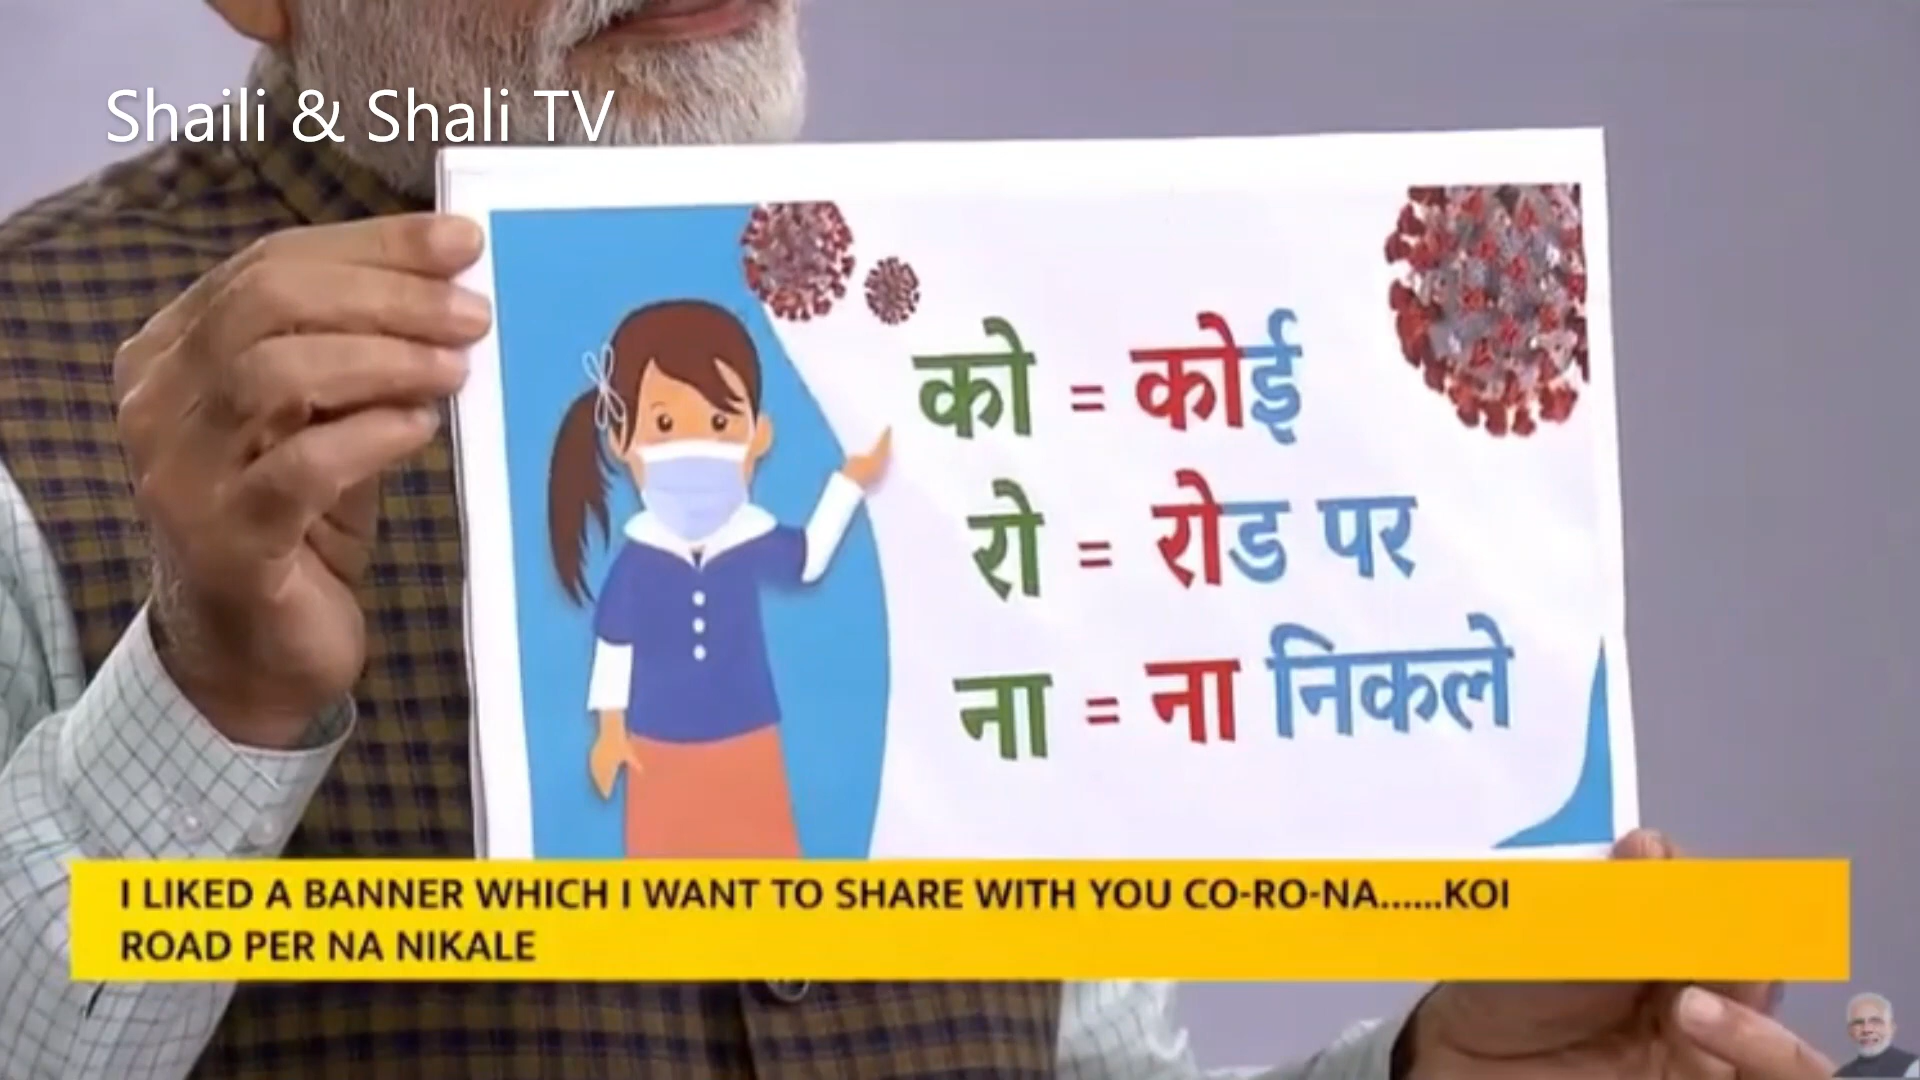 Shaili & Shali TV
को = कोई
रो = रोड पर
ना = ना निकले
I LIKED A BANNER WHICH I WANT TO SHARE WITH YOU CO-RO-NA......KOI
ROAD PER NA NIKALE